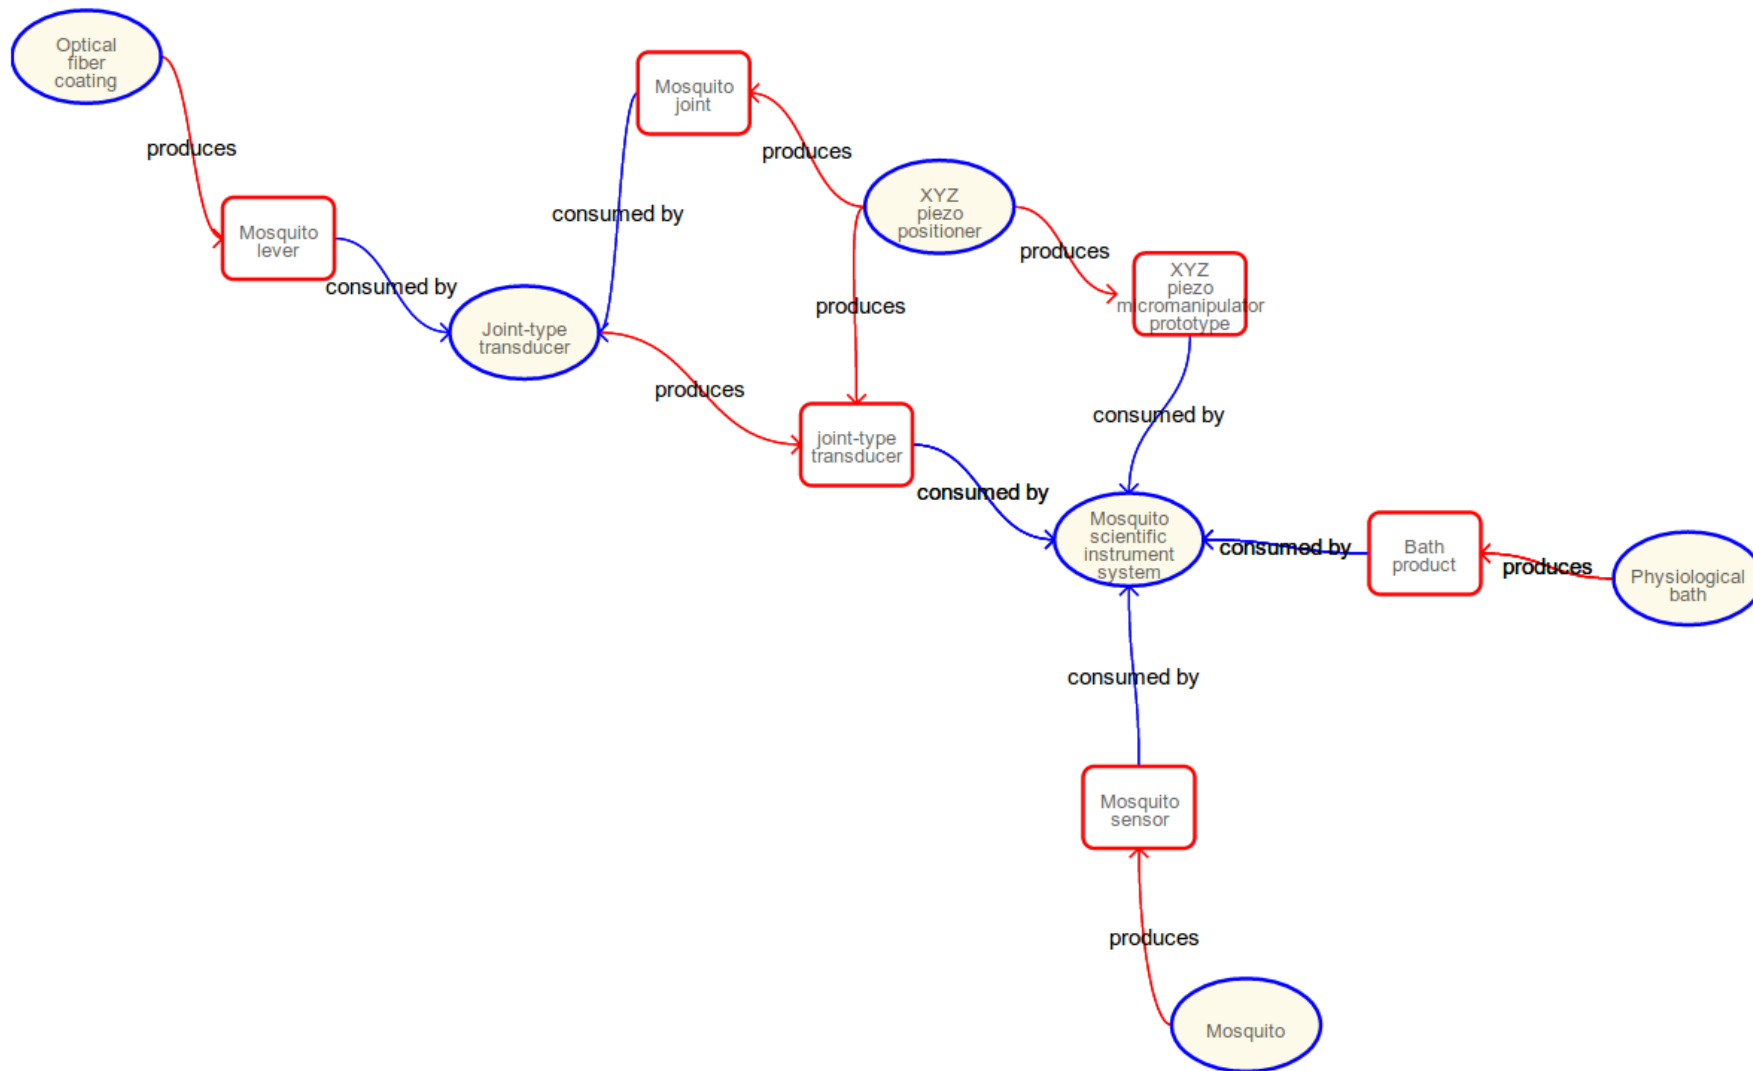 Optical
fiber
coating
produces
Mosquito
lever
consumed by
Joint-type
transducer
Mosquito
joint
consumed by
produces
XYZ
piezo
positioner
produces
produces
XYZ
piezo
micromanipulator
prototype
produces
joint-type
transducer
consumed by
consumed by
Mosquito
scientific
instrument
system
consumed by
Bath
product
produces
Physiological
bath
consumed by
Mosquito
sensor
produces
Mosquito